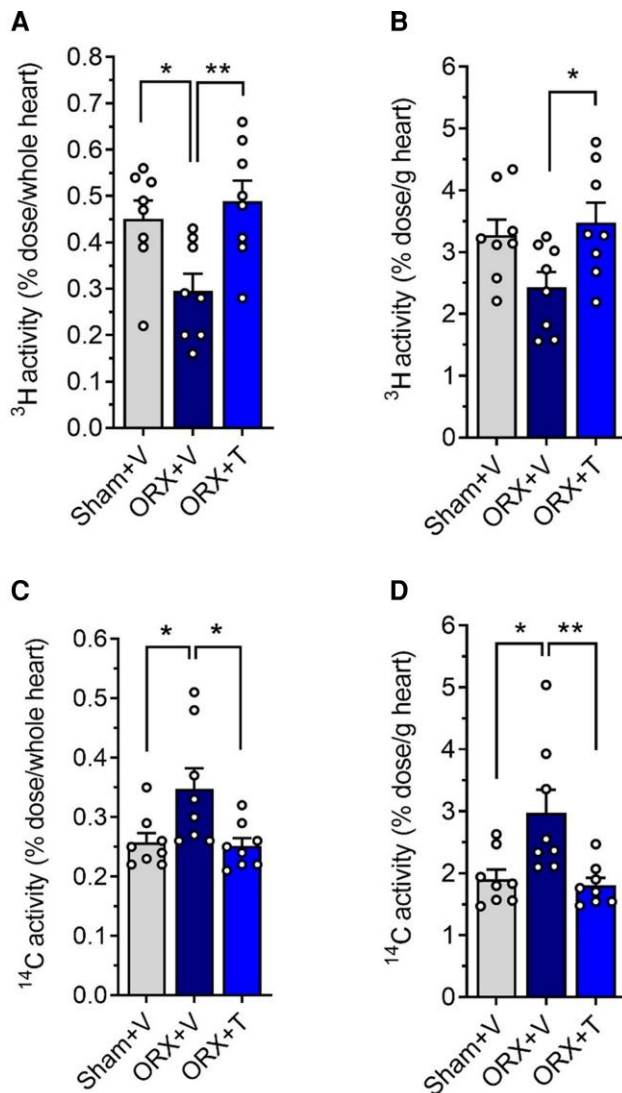 A
³H activity (% dose/whole heart)
0.8
0.7
0.6
0.5
0.4
0.3
0.2
0.1
0.0
* **
Sham+V
ORX+V
ORX+T
B
³H activity (% dose/g heart)
6
5
4
3
2
1
0
*
Sham+V
ORX+V
ORX+T
C
¹⁴C activity (% dose/whole heart)
0.6
0.5
0.4
0.3
0.2
0.1
0.0
* *
Sham+V
ORX+V
ORX+T
D
¹⁴C activity (% dose/g heart)
6
5
4
3
2
1
0
* **
Sham+V
ORX+V
ORX+T